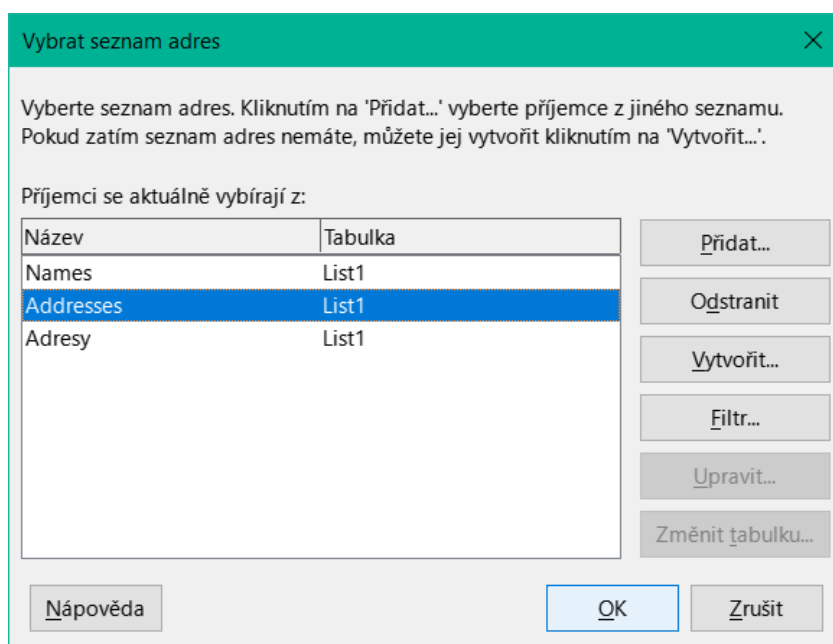 Vybrat seznam adres
Vyberte seznam adres. Kliknutím na 'Přidat...' vyberte příjemce z jiného seznamu.
Pokud zatím seznam adres nemáte, můžete jej vytvořit kliknutím na 'Vytvořit...'.
Příjemci se aktuálně vybírají z:
Název Tabulka
Names List1
Addresses List1
Adresy List1
Přidat...
Odstranit
Vytvořit...
Filtr...
Upravit...
Změnit tabulku...
Nápověda OK Zrušit